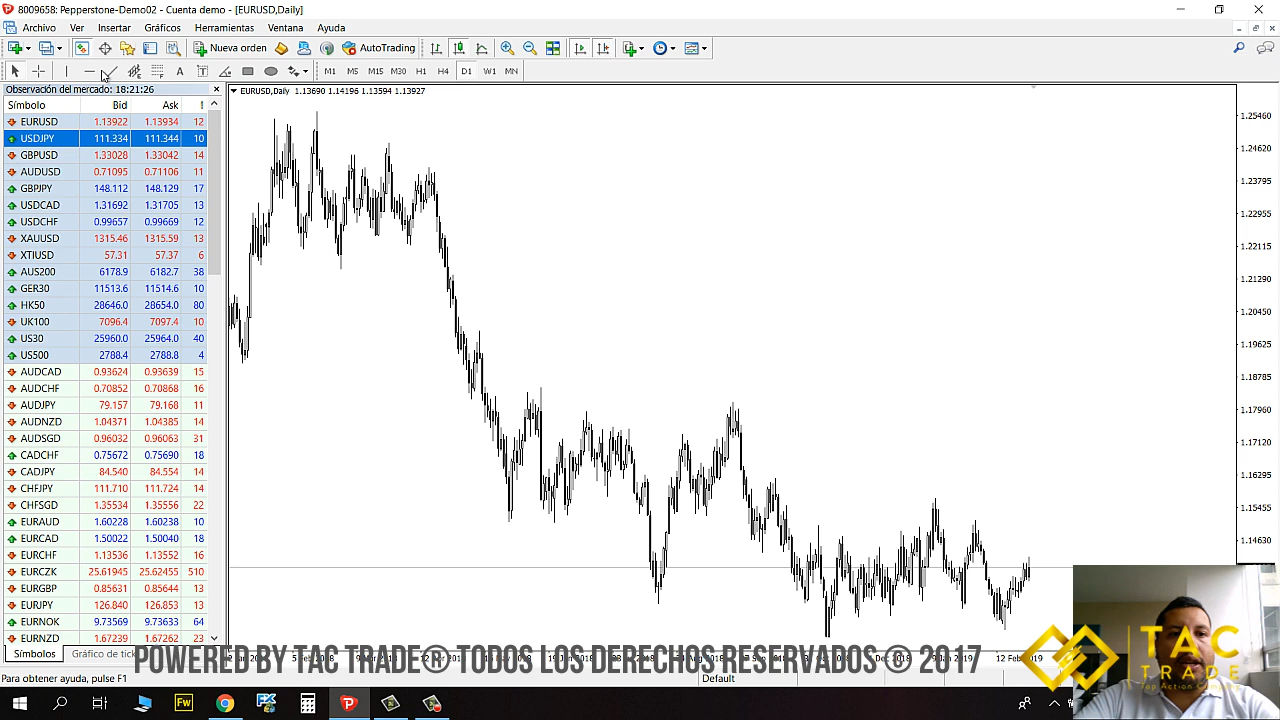 8009658: Pepperstone-Demo02 - Cuenta demo - [EURUSD,Daily]
Archivo Ver Insertar Gráficos Herramientas Ventana Ayuda
Nueva orden AutoTrading
A T M1 M5 M15 M30 H1 H4 D1 W1 MN
Observación del mercado: 18:21:26
Símbolo Bid Ask !
EURUSD 1.13922 1.13934 12
USDJPY 111.334 111.344 10
GBPUSD 1.33028 1.33042 14
AUDUSD 0.71095 0.71106 11
GBPJPY 148.112 148.129 17
USDCAD 1.31692 1.31705 13
USDCHF 0.99657 0.99669 12
XAUUSD 1315.46 1315.59 13
XTIUSD 57.31 57.37 6
AUS200 6178.9 6182.7 38
GER30 11513.6 11514.6 10
HK50 28646.0 28654.0 80
UK100 7096.4 7097.4 10
US30 25960.0 25964.0 40
US500 2788.4 2788.8 4
AUDCAD 0.93624 0.93639 15
AUDCHF 0.70852 0.70868 16
AUDJPY 79.157 79.168 11
AUDNZD 1.04371 1.04385 14
AUDSGD 0.96032 0.96063 31
CADCHF 0.75672 0.75690 18
CADJPY 84.540 84.554 14
CHFJPY 111.710 111.724 14
CHFSGD 1.35534 1.35556 22
EURAUD 1.60228 1.60238 10
EURCAD 1.50022 1.50040 18
EURCHF 1.13536 1.13552 16
EURCZK 25.61945 25.62455 510
EURGBP 0.85631 0.85644 13
EURJPY 126.840 126.853 13
EURNOK 9.73569 9.73633 64
EURNZD 1.67239 1.67262 23
Símbolos Gráfico de tick
EURUSD,Daily 1.13690 1.14196 1.13594 1.13927
1.25460
1.24620
1.23795
1.22955
1.22115
1.21290
1.20450
1.19625
1.18785
1.17960
1.17120
1.16295
1.15455
1.14630
12 Feb 2019
POWERED BY TAC TRADE® TODOS LOS DERECHOS RESERVADOS @ 2017
Para obtener ayuda, pulse F1 Default
TAC
TRADE
Fw